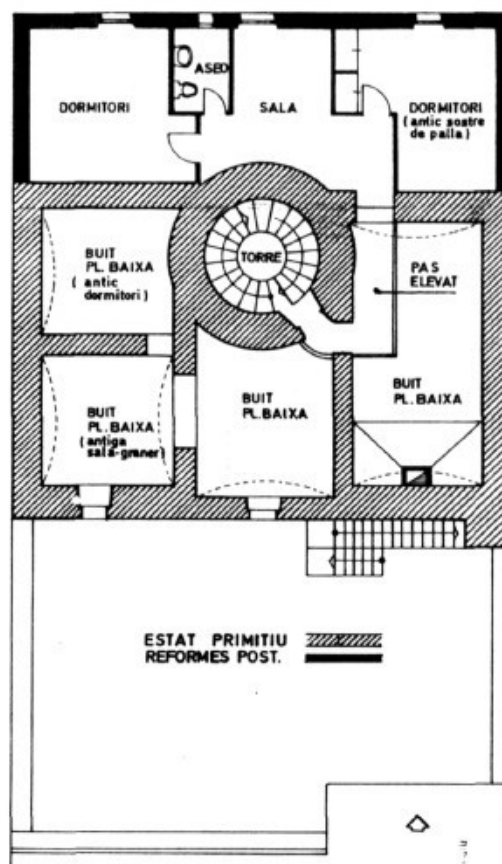 ASEO
DORMITORI
SALA
DORMITORI
(antic sostre
de palla)
TORRE
BUIT
PL. BAIXA
(antic
dormitori)
PAS
ELEVAT
BUIT
PL. BAIXA
(antiga
sala-graner)
BUIT
PL. BAIXA
BUIT
PL. BAIXA
ESTAT PRIMITIU
REFORMES POST.